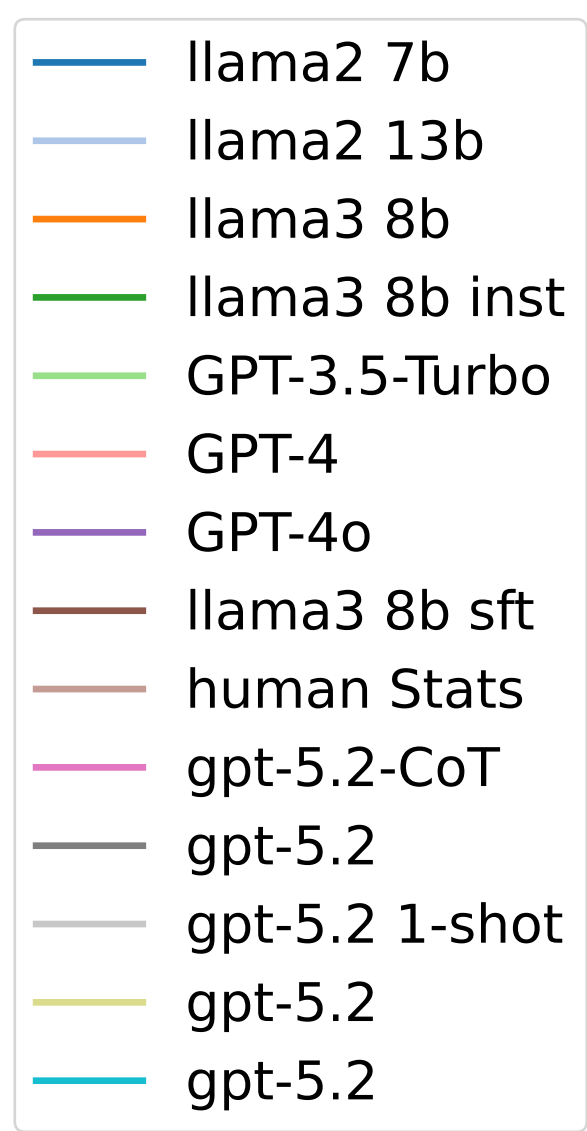 llama2 7b
llama2 13b
llama3 8b
llama3 8b inst
GPT-3.5-Turbo
GPT-4
GPT-4o
llama3 8b sft
human Stats
gpt-5.2-CoT
gpt-5.2
gpt-5.2 1-shot
gpt-5.2
gpt-5.2